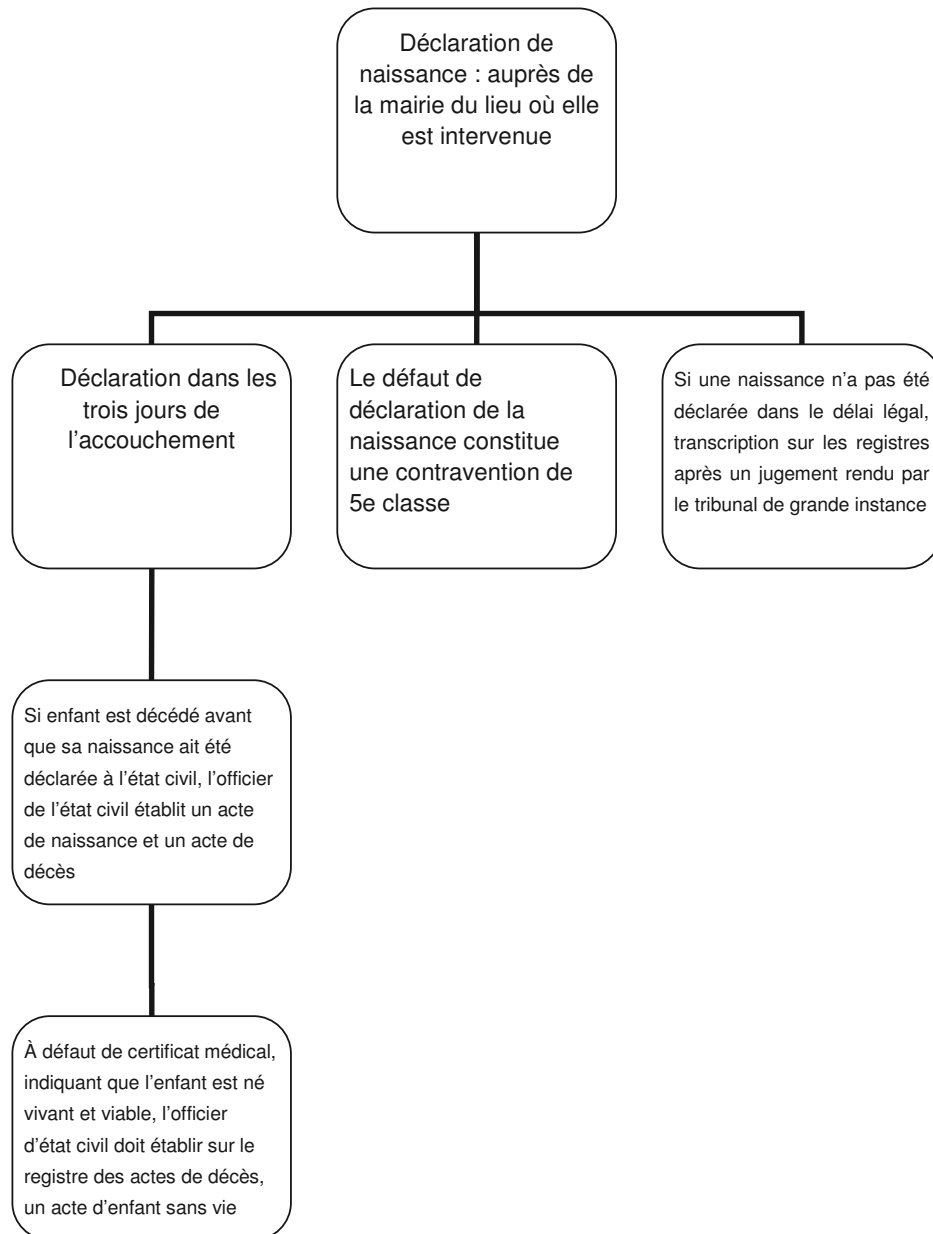 Déclaration de
naissance : auprès de
la mairie du lieu où elle
est intervenue
Déclaration dans les
trois jours de
l’accouchement
Le défaut de
déclaration de la
naissance constitue
une contravention de
5e classe
Si une naissance n’a pas été
déclarée dans le délai légal,
transcription sur les registres
après un jugement rendu par
le tribunal de grande instance
Si enfant est décédé avant
que sa naissance ait été
déclarée à l’état civil, l’officier
de l’état civil établit un acte
de naissance et un acte de
décès
À défaut de certificat médical,
indiquant que l’enfant est né
vivant et viable, l’officier
d’état civil doit établir sur le
registre des actes de décès,
un acte d’enfant sans vie